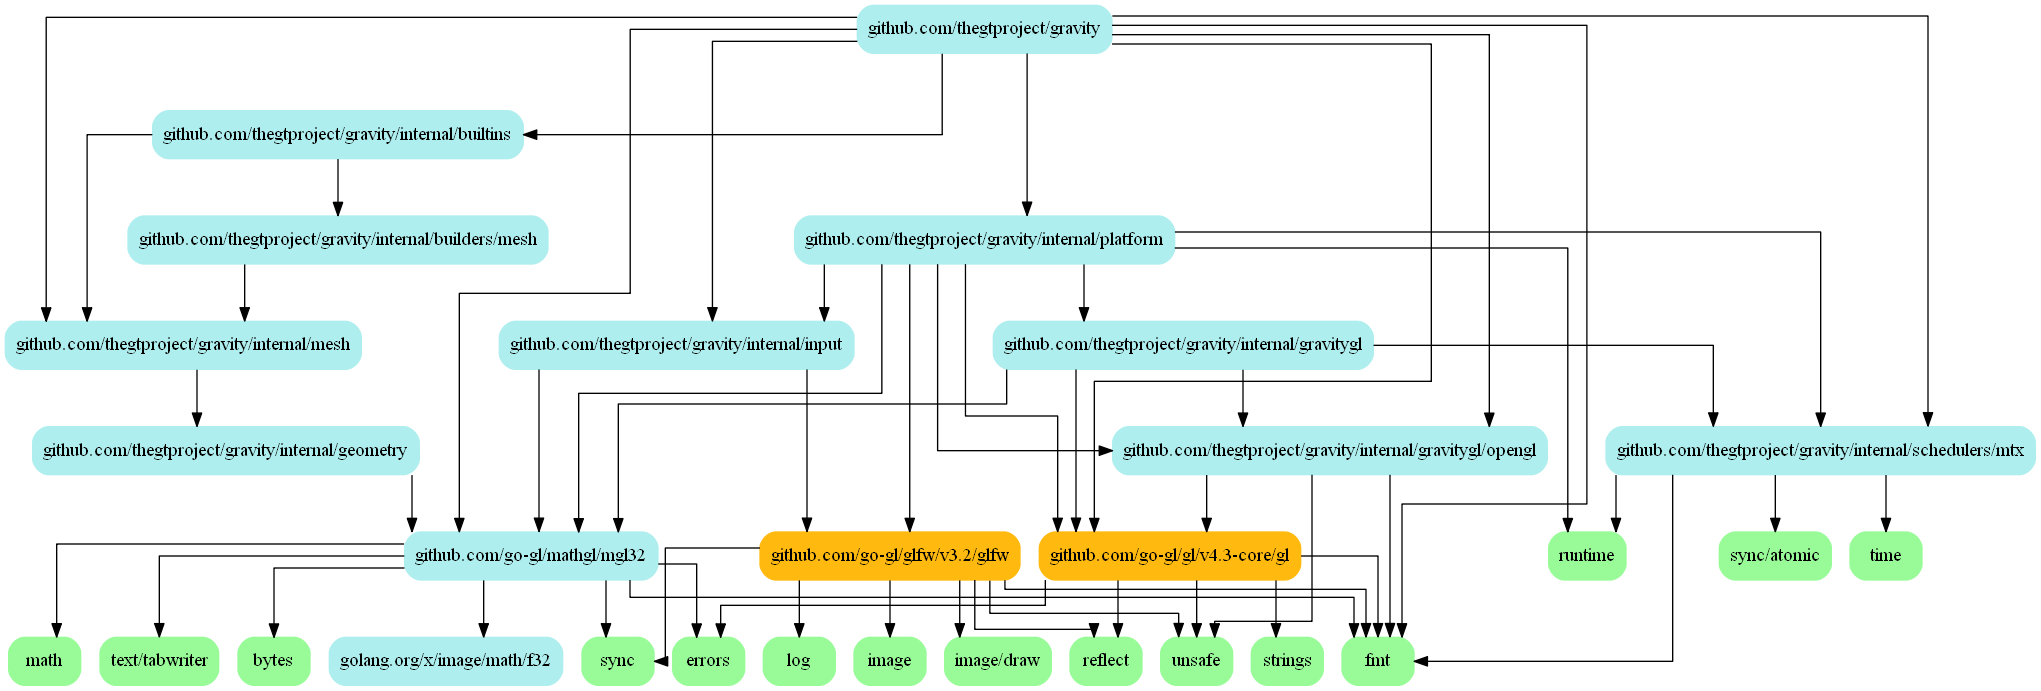 github.com/thegtproject/gravity
github.com/thegtproject/gravity/internal/builtins
github.com/thegtproject/gravity/internal/builders/mesh
github.com/thegtproject/gravity/internal/platform
github.com/thegtproject/gravity/internal/mesh
github.com/thegtproject/gravity/internal/input
github.com/thegtproject/gravity/internal/gravitygl
github.com/thegtproject/gravity/internal/geometry
github.com/thegtproject/gravity/internal/gravitygl/opengl
github.com/thegtproject/gravity/internal/schedulers/mtx
github.com/go-gl/mathgl/mgl32
github.com/go-gl/glfw/v3.2/glfw
github.com/go-gl/gl/v4.3-core/gl
runtime
sync/atomic
time
math
text/tabwriter
bytes
golang.org/x/image/math/f32
sync
errors
log
image
image/draw
reflect
unsafe
strings
fmt